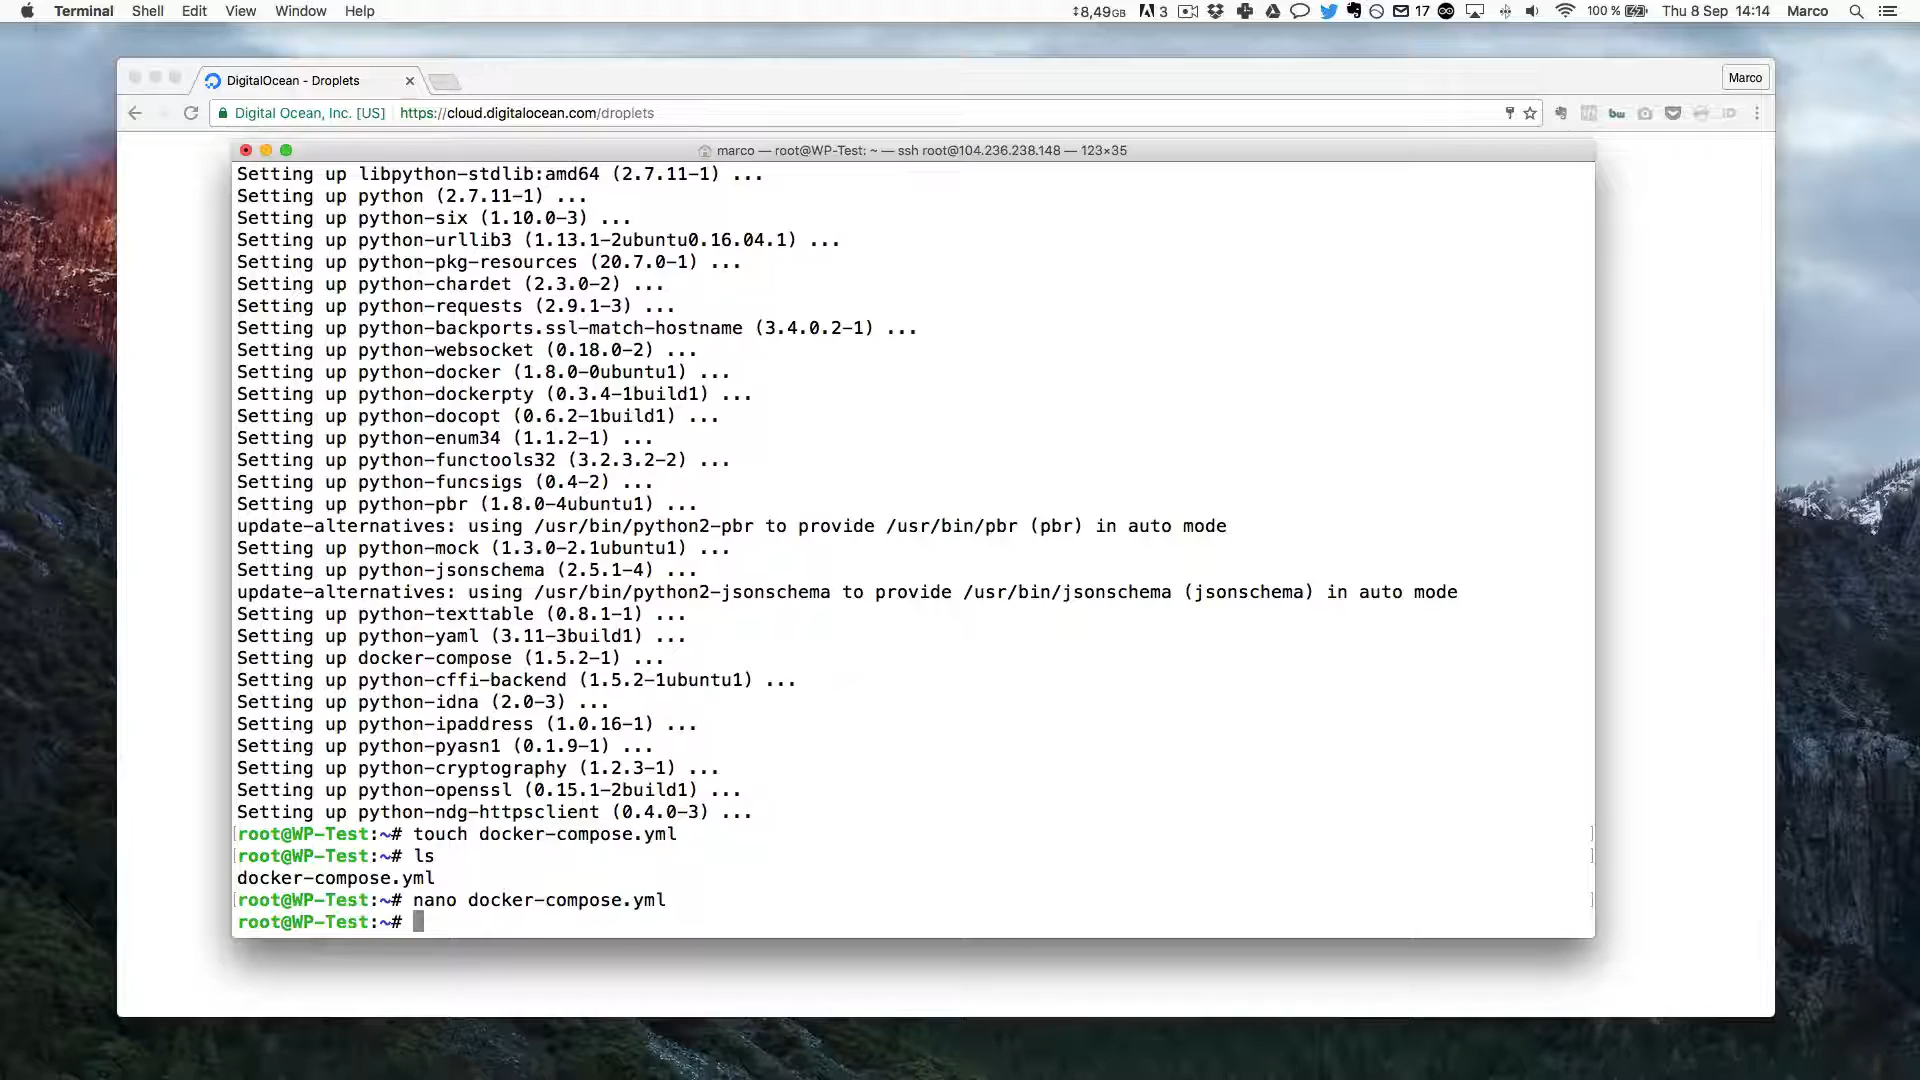 Terminal Shell Edit View Window Help
8,49GB 3 17 100 % Thu 8 Sep 14:14 Marco
DigitalOcean - Droplets
Marco
Digital Ocean, Inc. [US] https://cloud.digitalocean.com/droplets
bw
marco — root@WP-Test: ~ — ssh root@104.236.238.148 — 123×35
Setting up libpython-stdlib:amd64 (2.7.11-1) ...
Setting up python (2.7.11-1) ...
Setting up python-six (1.10.0-3) ...
Setting up python-urllib3 (1.13.1-2ubuntu0.16.04.1) ...
Setting up python-pkg-resources (20.7.0-1) ...
Setting up python-chardet (2.3.0-2) ...
Setting up python-requests (2.9.1-3) ...
Setting up python-backports.ssl-match-hostname (3.4.0.2-1) ...
Setting up python-websocket (0.18.0-2) ...
Setting up python-docker (1.8.0-0ubuntu1) ...
Setting up python-dockerpty (0.3.4-1build1) ...
Setting up python-docopt (0.6.2-1build1) ...
Setting up python-enum34 (1.1.2-1) ...
Setting up python-functools32 (3.2.3.2-2) ...
Setting up python-funcsigs (0.4-2) ...
Setting up python-pbr (1.8.0-4ubuntu1) ...
update-alternatives: using /usr/bin/python2-pbr to provide /usr/bin/pbr (pbr) in auto mode
Setting up python-mock (1.3.0-2.1ubuntu1) ...
Setting up python-jsonschema (2.5.1-4) ...
update-alternatives: using /usr/bin/python2-jsonschema to provide /usr/bin/jsonschema (jsonschema) in auto mode
Setting up python-texttable (0.8.1-1) ...
Setting up python-yaml (3.11-3build1) ...
Setting up docker-compose (1.5.2-1) ...
Setting up python-cffi-backend (1.5.2-1ubuntu1) ...
Setting up python-idna (2.0-3) ...
Setting up python-ipaddress (1.0.16-1) ...
Setting up python-pyasn1 (0.1.9-1) ...
Setting up python-cryptography (1.2.3-1) ...
Setting up python-openssl (0.15.1-2build1) ...
Setting up python-ndg-httpsclient (0.4.0-3) ...
[root@WP-Test:~# touch docker-compose.yml ]
[root@WP-Test:~# ls ]
docker-compose.yml
[root@WP-Test:~# nano docker-compose.yml ]
root@WP-Test:~#